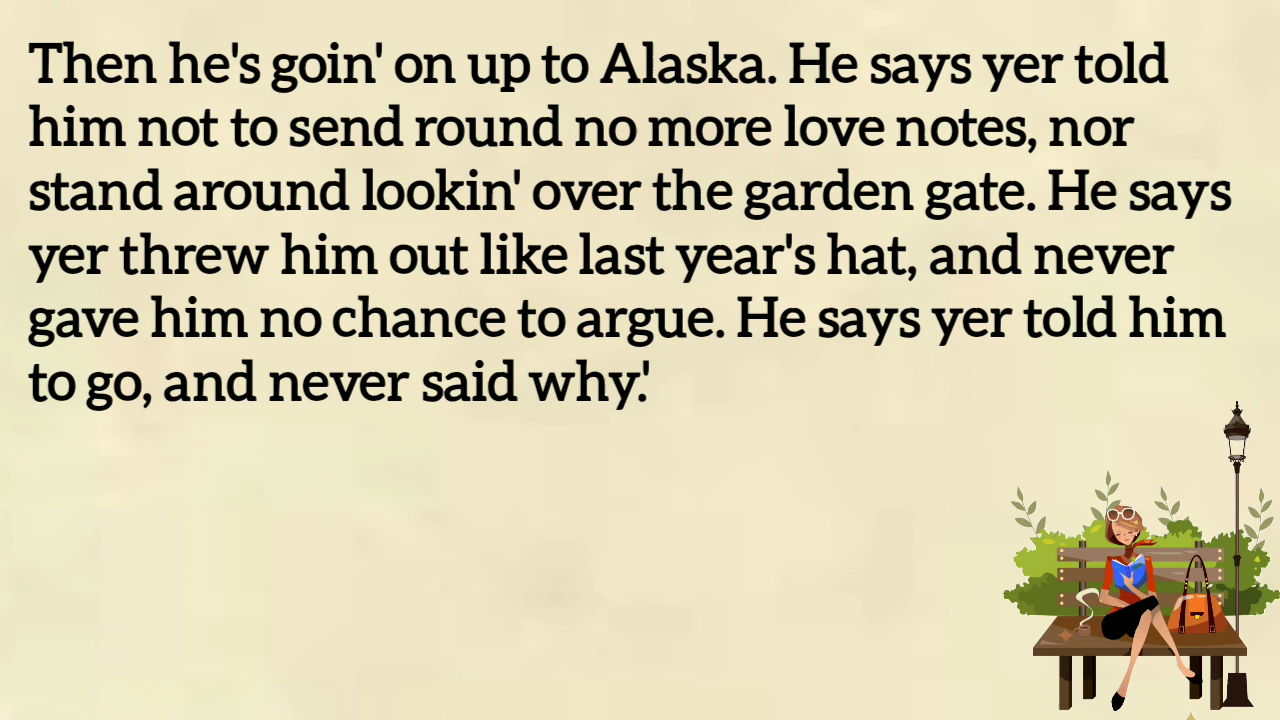 Then he's goin' on up to Alaska. He says yer told
him not to send round no more love notes, nor
stand around lookin' over the garden gate. He says
yer threw him out like last year's hat, and never
gave him no chance to argue. He says yer told him
to go, and never said why.'